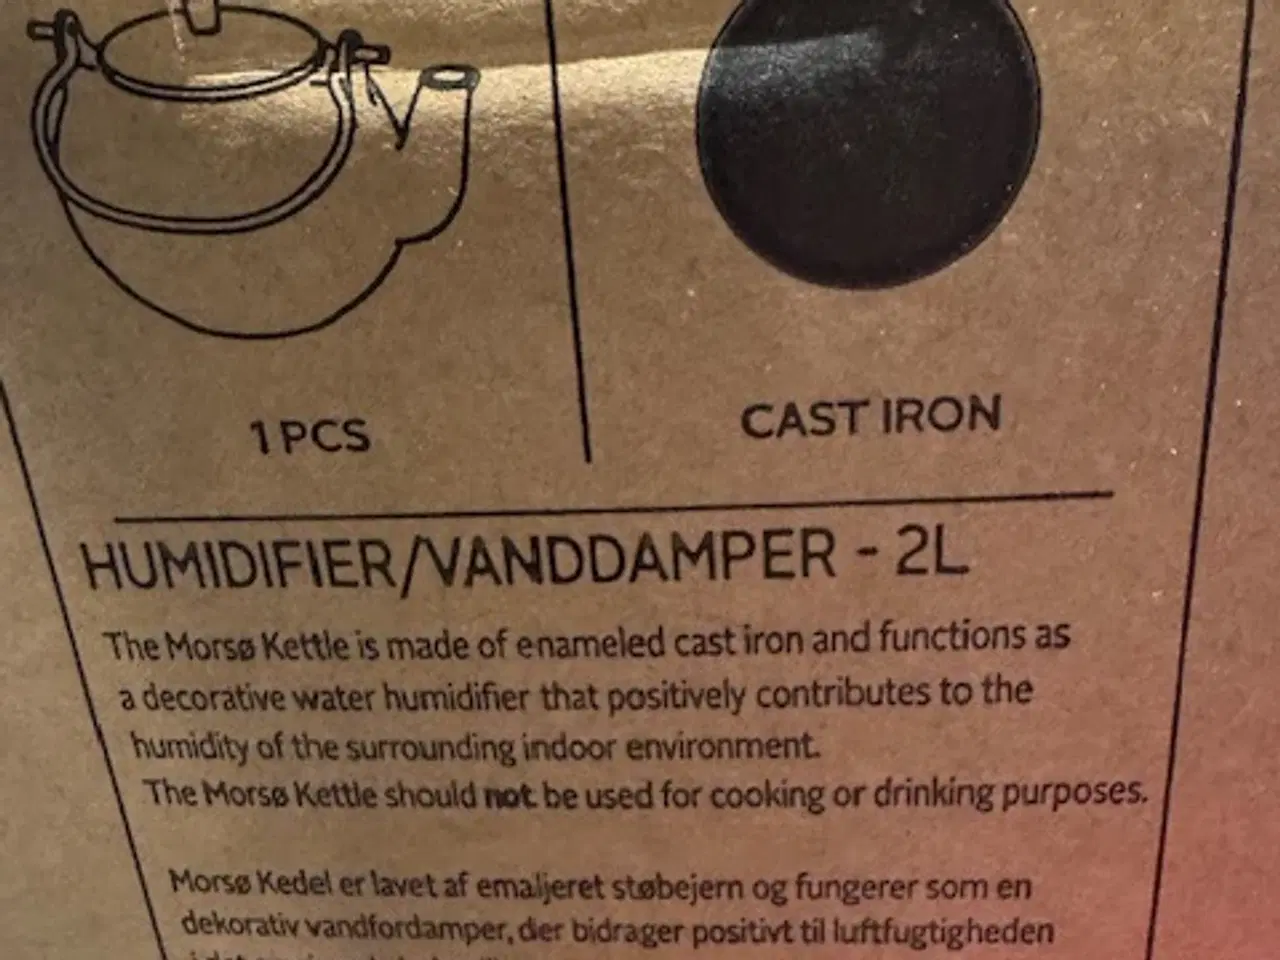 1 PCS
CAST IRON
HUMIDIFIER/VANDDAMPER - 2L
The Morsø Kettle is made of enameled cast iron and functions as
a decorative water humidifier that positively contributes to the
humidity of the surrounding indoor environment.
The Morsø Kettle should not be used for cooking or drinking purposes.
Morsø Kedel er lavet af emaljeret støbejern og fungerer som en
dekorativ vandfordamper, der bidrager positivt til luftfugtigheden